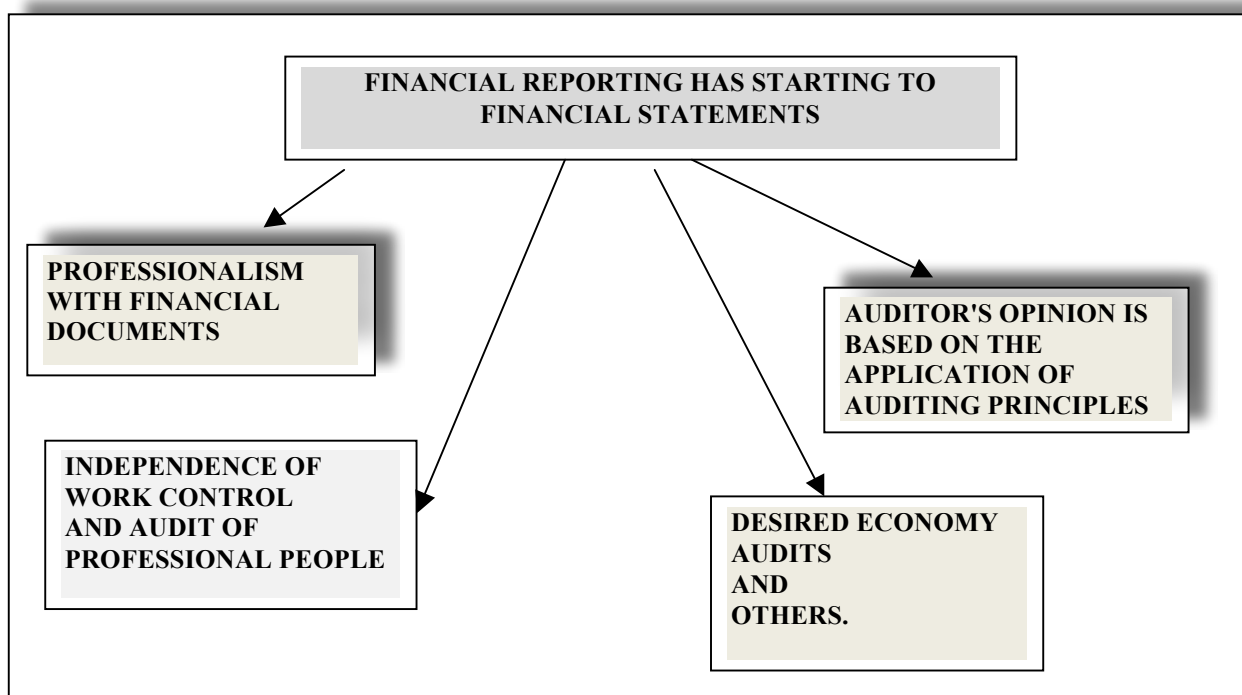 FINANCIAL REPORTING HAS STARTING TO
FINANCIAL STATEMENTS
PROFESSIONALISM
WITH FINANCIAL
DOCUMENTS
AUDITOR'S OPINION IS
BASED ON THE
APPLICATION OF
AUDITING PRINCIPLES
INDEPENDENCE OF
WORK CONTROL
AND AUDIT OF
PROFESSIONAL PEOPLE
DESIRED ECONOMY
AUDITS
AND
OTHERS.